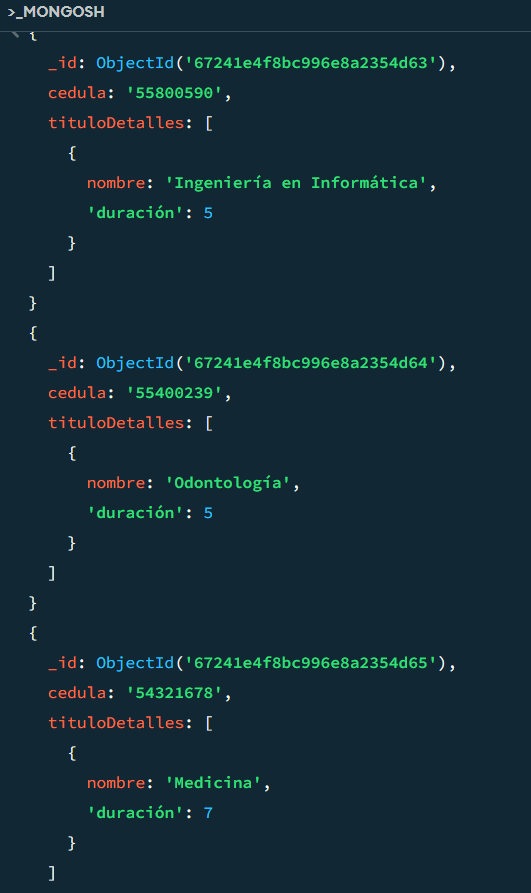 >_MONGOSH
{
_id: ObjectId('67241e4f8bc996e8a2354d63'),
cedula: '55800590',
tituloDetalles: [
{
nombre: 'Ingeniería en Informática',
'duración': 5
}
]
}
{
_id: ObjectId('67241e4f8bc996e8a2354d64'),
cedula: '55400239',
tituloDetalles: [
{
nombre: 'Odontología',
'duración': 5
}
]
}
{
_id: ObjectId('67241e4f8bc996e8a2354d65'),
cedula: '54321678',
tituloDetalles: [
{
nombre: 'Medicina',
'duración': 7
}
]